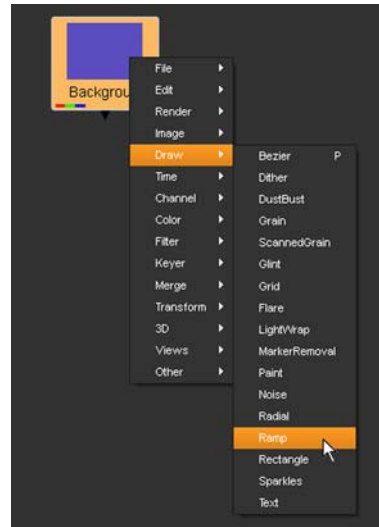 Backgrou
File
Edit
Render
Image
Draw
Time
Channel
Color
Filter
Keyer
Merge
Transform
3D
Views
Other
Bezier P
Dither
DustBust
Grain
ScannedGrain
Glint
Grid
Flare
LightWrap
MarkerRemoval
Paint
Noise
Radial
Ramp
Rectangle
Sparkles
Text